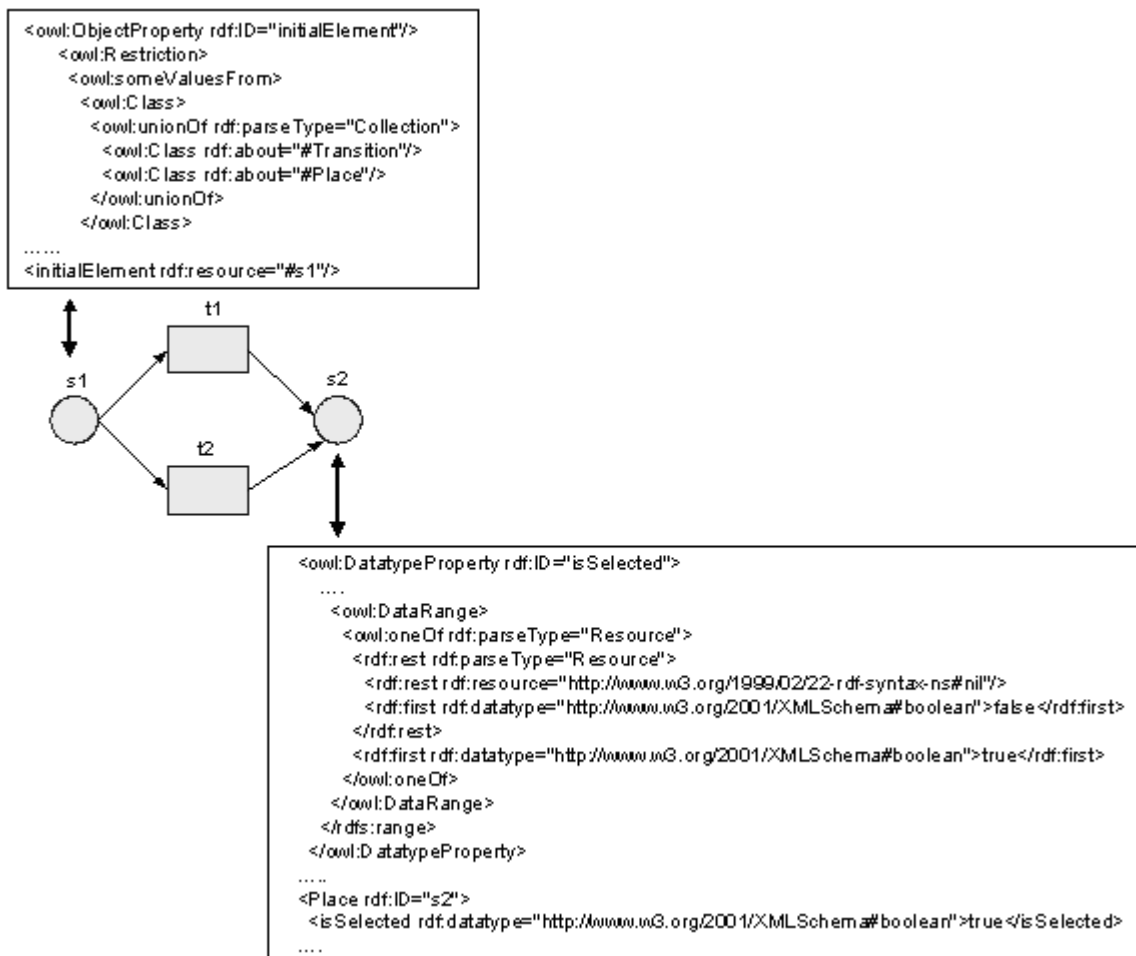 <owl:ObjectProperty rdf:ID="initialElement"/>
<owl:Restriction>
<owl:someValuesFrom>
<owl:Class>
<owl:unionOf rdf:parseType="Collection">
<owl:Class rdf:about="#Transition"/>
<owl:Class rdf:about="#Place"/>
</owl:unionOf>
</owl:Class>
......
<initialElement rdf:resource="#s1"/>
t1
s1
s2
t2
<owl:DatatypeProperty rdf:ID="isSelected">
....
<owl:DataRange>
<owl:oneOf rdf:parseType="Resource">
<rdf:rest rdf:parseType="Resource">
<rdf:rest rdf:resource="http://www.w3.org/1999/02/22-rdf-syntax-ns#nil"/>
<rdf:first rdf:datatype="http://www.w3.org/2001/XMLSchema#boolean">false</rdf:first>
</rdf:rest>
<rdf:first rdf:datatype="http://www.w3.org/2001/XMLSchema#boolean">true</rdf:first>
</owl:oneOf>
</owl:DataRange>
</rdfs:range>
</owl:DatatypeProperty>
.....
<Place rdf:ID="s2">
<isSelected rdf:datatype="http://www.w3.org/2001/XMLSchema#boolean">true</isSelected>
....